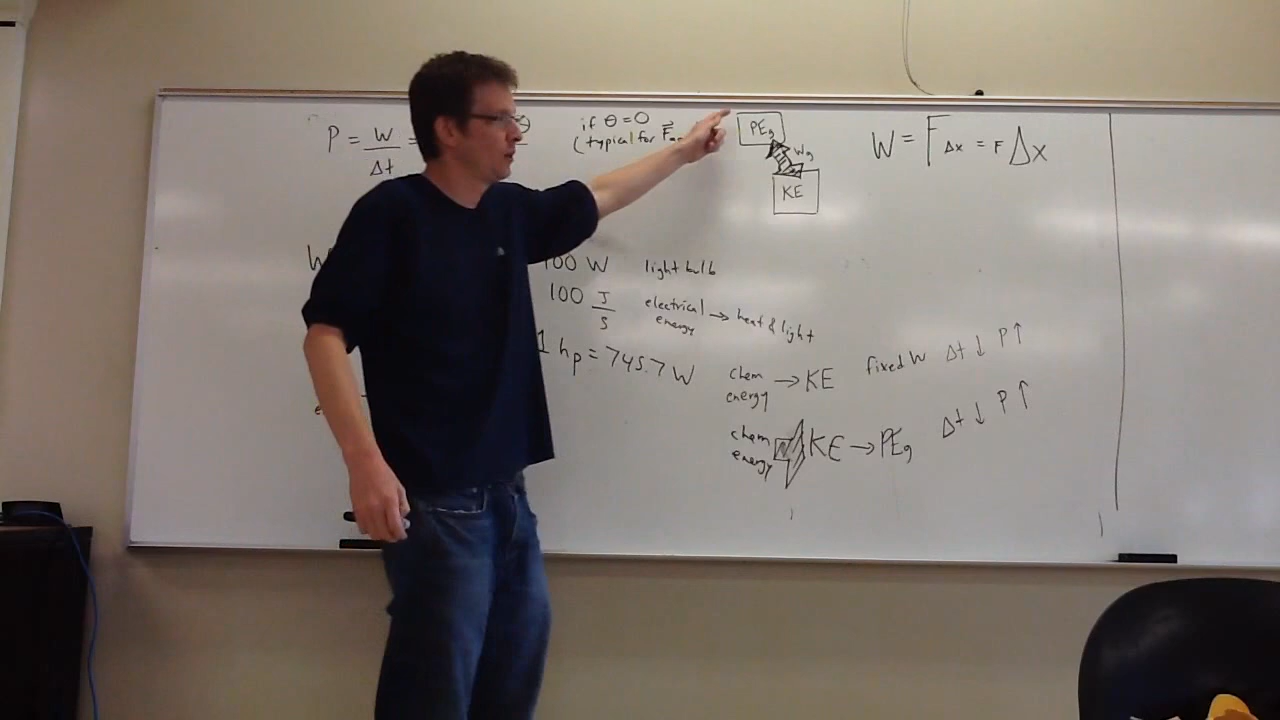 P = W/Δt =
if θ = 0
(typical for F
PEg
Wg
KE
W = F Δx = F Δx
100 W light bulb
100 J/S electrical energy → heat & light
1 hp = 745.7 W
chem energy → KE fixed W Δt ↓ P ↑
chem energy KE → PEg Δt ↓ P ↑